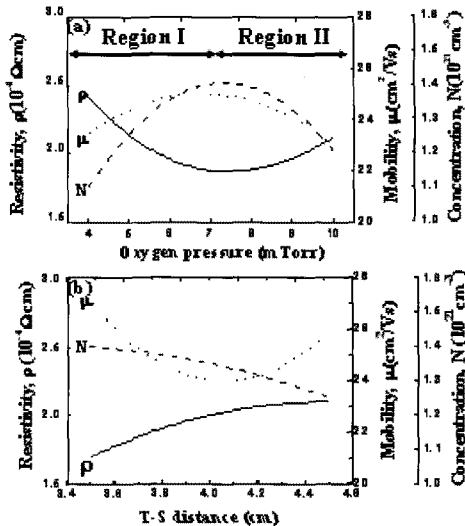 (a)
Region I
Region II
Resistivity, ρ(10⁻⁴ Ωcm)
3.0
2.6
2.0
1.6
ρ
μ
N
4
5
6
7
8
9
10
Oxygen pressure (mTorr)
28
25
22
20
Mobility, μ(cm²/Vs)
1.8
1.5
1.4
1.3
1.2
1.1
1.0
Concentration, N(10²¹ cm⁻³)
(b)
Resistivity, ρ (10⁻⁴ Ωcm)
3.0
2.6
2.0
1.6
μ
N
ρ
3.4
3.6
3.8
4.0
4.2
4.4
4.6
T-S distance (cm)
28
26
24
21
20
Mobility, μ(cm²/Vs)
1.8
1.5
1.4
1.3
1.2
1.1
1.0
Concentration, N (10²¹ cm⁻³)